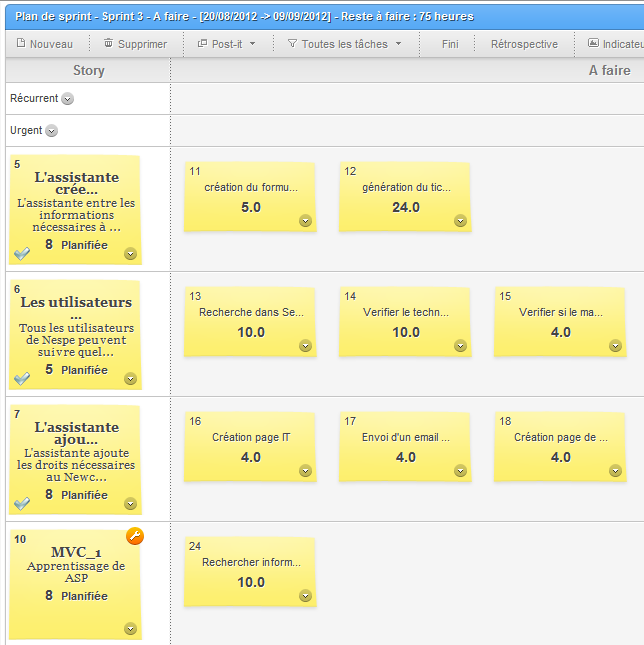 Plan de sprint - Sprint 3 - A faire - [20/08/2012 -> 09/09/2012] - Reste à faire : 75 heures
Nouveau Supprimer Post-it Toutes les tâches Fini Rétrospective Indicateu
Story A faire
Récurrent
Urgent
5
L'assistante
crée...
L'assistante entre les
informations
nécessaires à ...
8 Planifiée
11
création du formu...
5.0
12
génération du tic...
24.0
6
Les utilisateurs
...
Tous les utilisateurs
de Nespe peuvent
suivre quel...
5 Planifiée
13
Recherche dans Se...
10.0
14
Verifier le techn...
10.0
15
Verifier si le ma...
4.0
7
L'assistante
ajou...
L'assistante ajoute
les droits nécessaires
au Newc...
8 Planifiée
16
Création page IT
4.0
17
Envoi d'un email ...
4.0
18
Création page de ...
4.0
10
MVC_1
Apprentissage de
ASP
8 Planifiée
24
Rechercher inform...
10.0